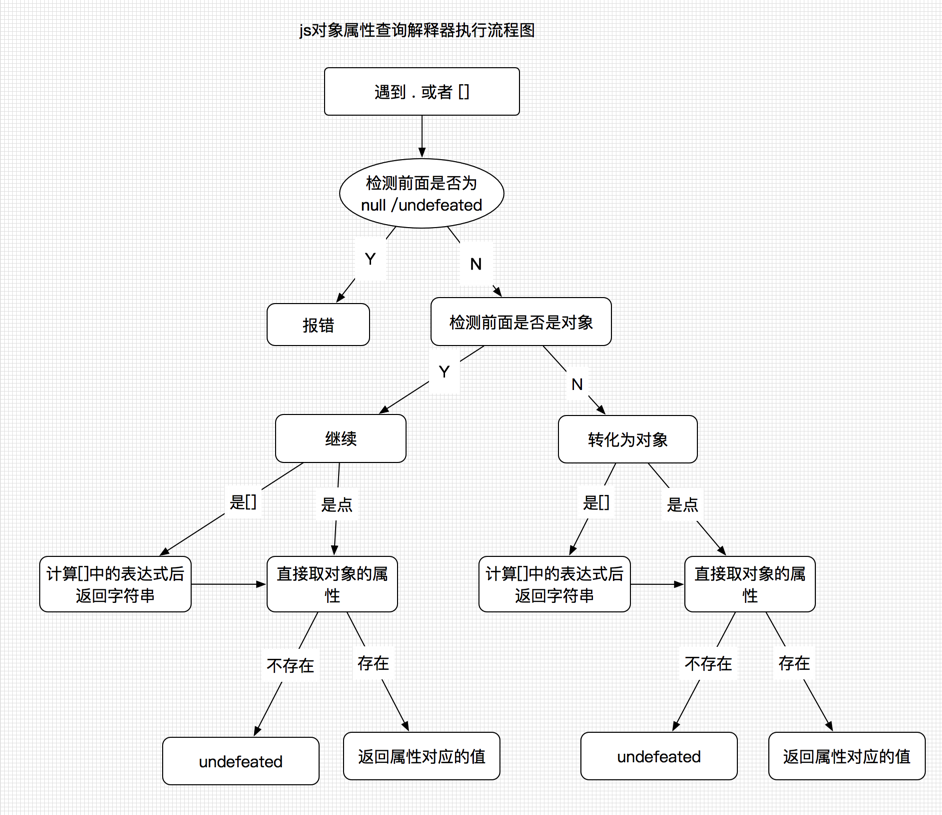 js对象属性查询解释器执行流程图
遇到 . 或者 []
检测前面是否为
null /undefeated
Y
N
报错
检测前面是否是对象
Y
N
继续
转化为对象
是[]
是点
是[]
是点
计算[]中的表达式后
返回字符串
直接取对象的属
性
计算[]中的表达式后
返回字符串
直接取对象的属
性
不存在
存在
不存在
存在
undefeated
返回属性对应的值
undefeated
返回属性对应的值